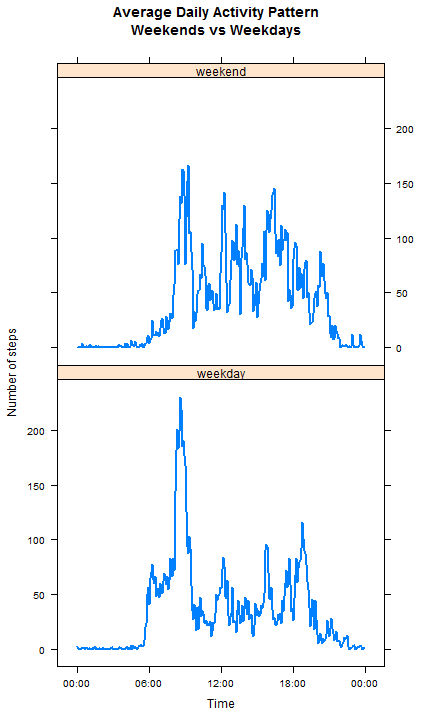 Average Daily Activity Pattern
Weekends vs Weekdays
weekend
200
150
100
50
0
weekday
200
150
100
50
0
Number of steps
00:00 06:00 12:00 18:00 00:00
Time